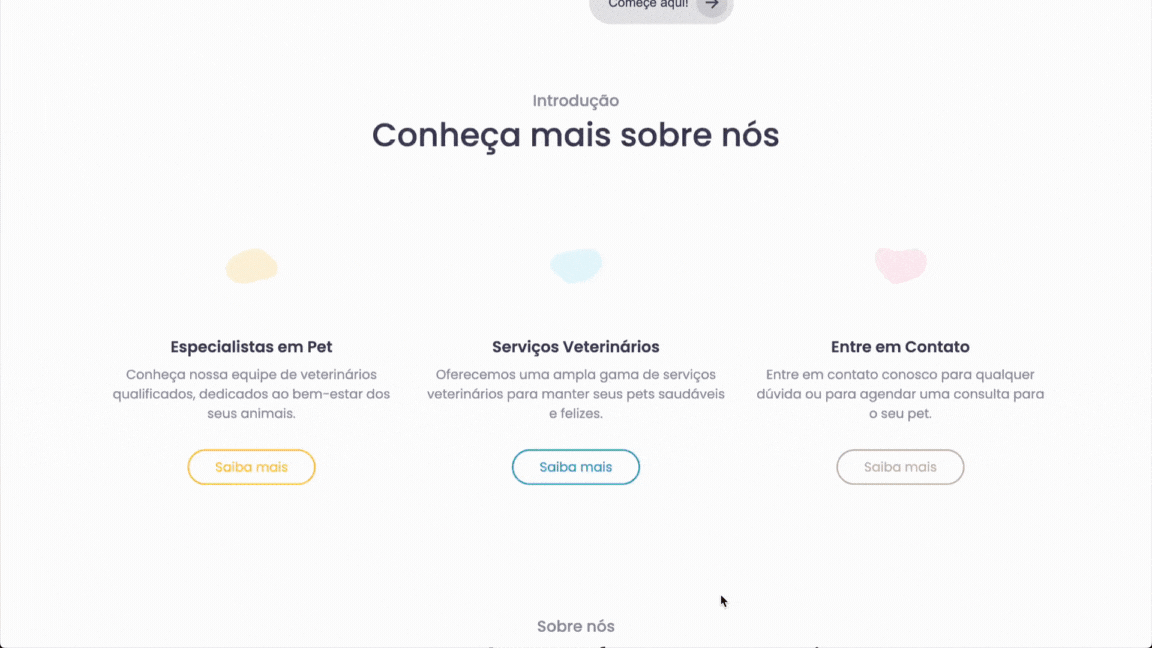 Começe aqui!
Introdução
Conheça mais sobre nós
Especialistas em Pet
Conheça nossa equipe de veterinários
qualificados, dedicados ao bem-estar dos
seus animais.
Saiba mais
Serviços Veterinários
Oferecemos uma ampla gama de serviços
veterinários para manter seus pets saudáveis
e felizes.
Saiba mais
Entre em Contato
Entre em contato conosco para qualquer
dúvida ou para agendar uma consulta para
o seu pet.
Saiba mais
Sobre nós